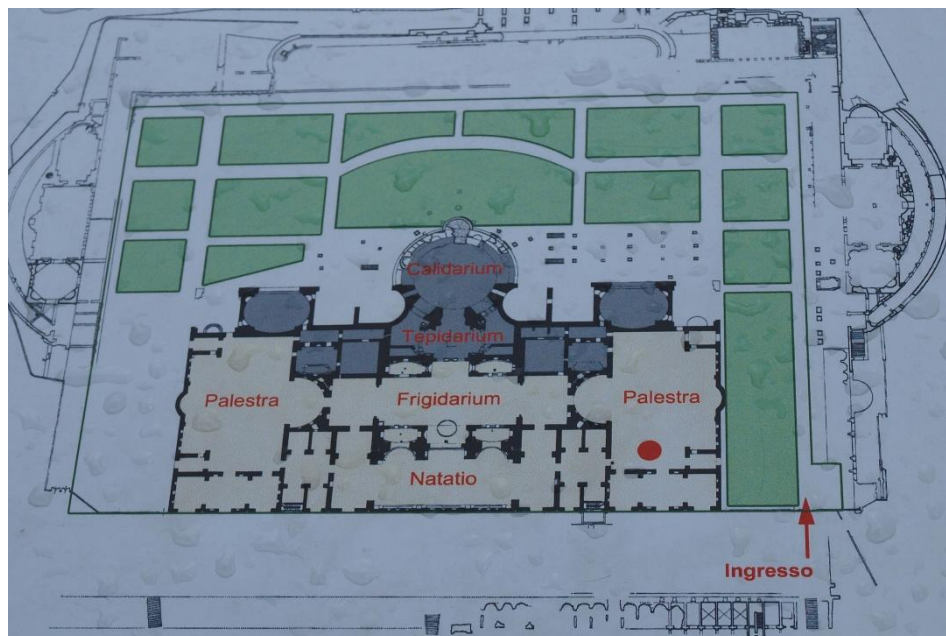 Calidarium
Tepidarium
Palestra
Frigidarium
Palestra
Natatio
Ingresso